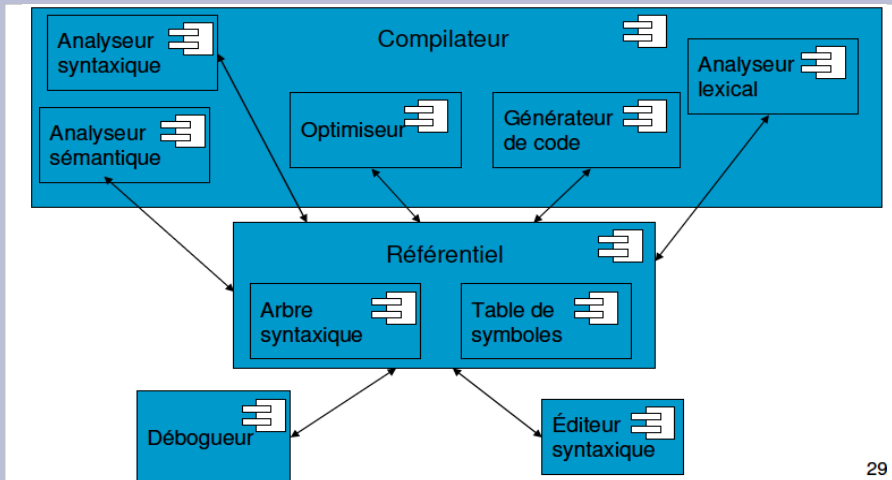 Compilateur
Analyseur
syntaxique
Analyseur
lexical
Analyseur
sémantique
Optimiseur
Générateur
de code
Référentiel
Arbre
syntaxique
Table de
symboles
Débogueur
Éditeur
syntaxique
29